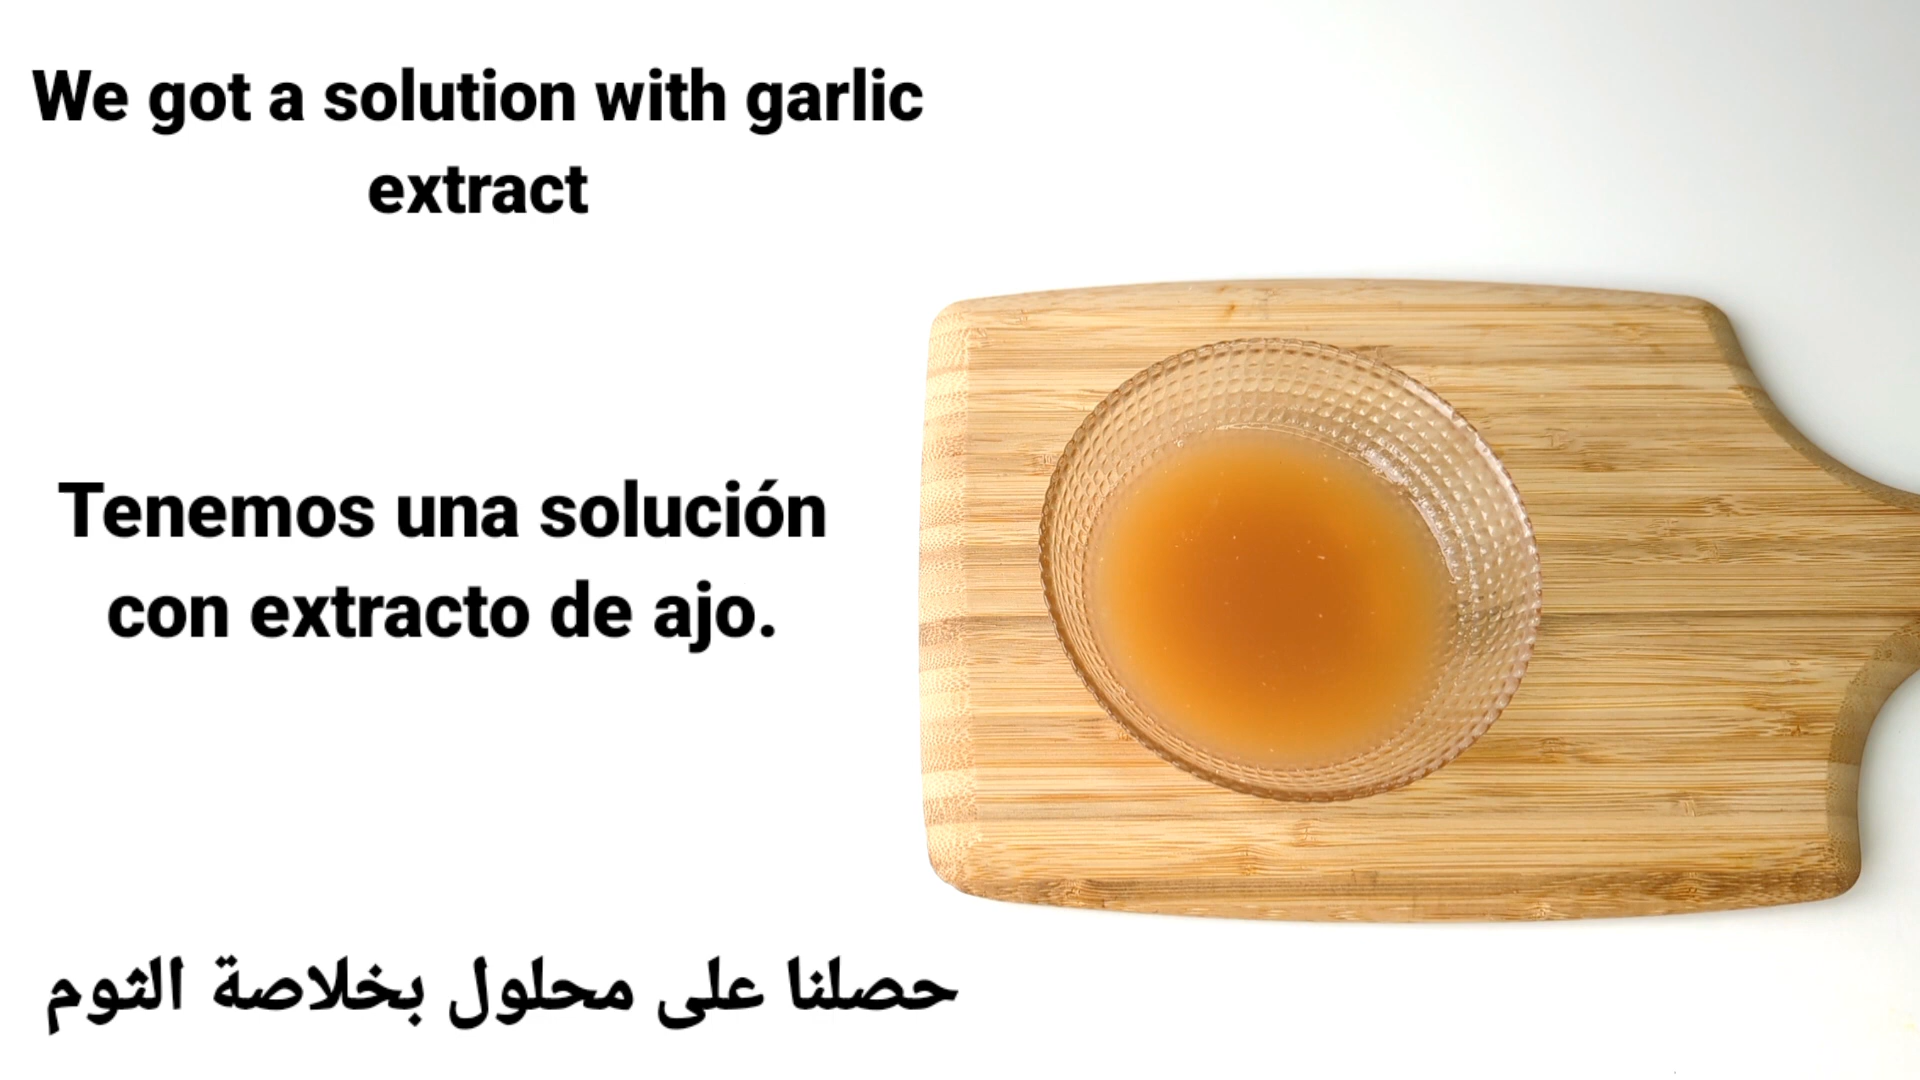 We got a solution with garlic
extract
Tenemos una solución
con extracto de ajo.
حصلنا على محلول بخلاصة الثوم